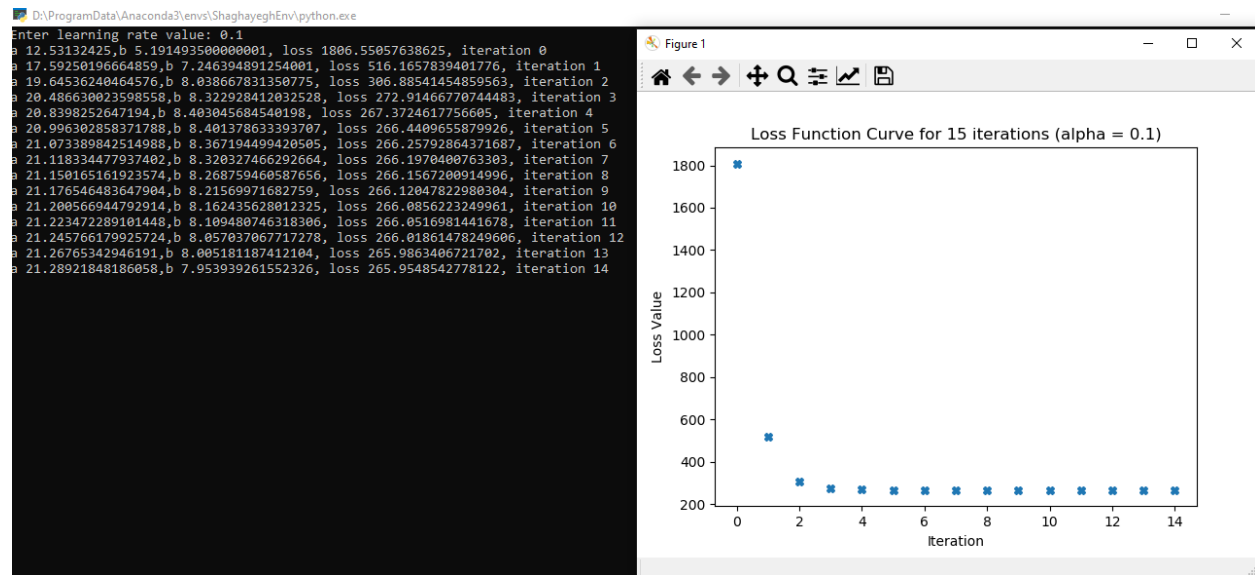 D:\ProgramData\Anaconda3\envs\ShaghayeghEnv\python.exe
Enter learning rate value: 0.1
a 12.53132425,b 5.191493500000001, loss 1806.55057638625, iteration 0
a 17.59250196664859,b 7.246394891254001, loss 516.1657839401776, iteration 1
a 19.64536240464576,b 8.038667831350775, loss 306.88541454859563, iteration 2
a 20.486630023598558,b 8.322928412032528, loss 272.91466770744483, iteration 3
a 20.8398252647194,b 8.403045684540198, loss 267.3724617756605, iteration 4
a 20.996302858371788,b 8.401378633393707, loss 266.4409655879926, iteration 5
a 21.073389842514988,b 8.367194499420505, loss 266.25792864371687, iteration 6
a 21.118334477937402,b 8.320327466292664, loss 266.1970400763303, iteration 7
a 21.150165161923574,b 8.268759460587656, loss 266.1567200914996, iteration 8
a 21.176546483647904,b 8.21569971682759, loss 266.12047822980304, iteration 9
a 21.200566944792914,b 8.162435628012325, loss 266.0856223249961, iteration 10
a 21.223472289101448,b 8.109480746318306, loss 266.0516981441678, iteration 11
a 21.245766179925724,b 8.057037067717278, loss 266.01861478249606, iteration 12
a 21.26765342946191,b 8.005181187412104, loss 265.9863406721702, iteration 13
a 21.28921848186058,b 7.953939261552326, loss 265.9548542778122, iteration 14
Figure 1
Loss Function Curve for 15 iterations (alpha = 0.1)
1800
1600
1400
1200
1000
800
600
400
200
Loss Value
0 2 4 6 8 10 12 14
Iteration